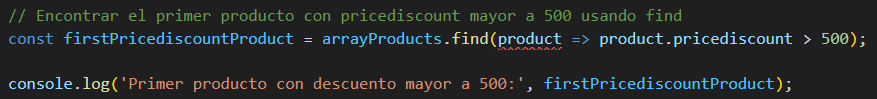 // Encontrar el primer producto con pricediscount mayor a 500 usando find
const firstPricediscountProduct = arrayProducts.find(product => product.pricediscount > 500);
console.log('Primer producto con descuento mayor a 500:', firstPricediscountProduct);